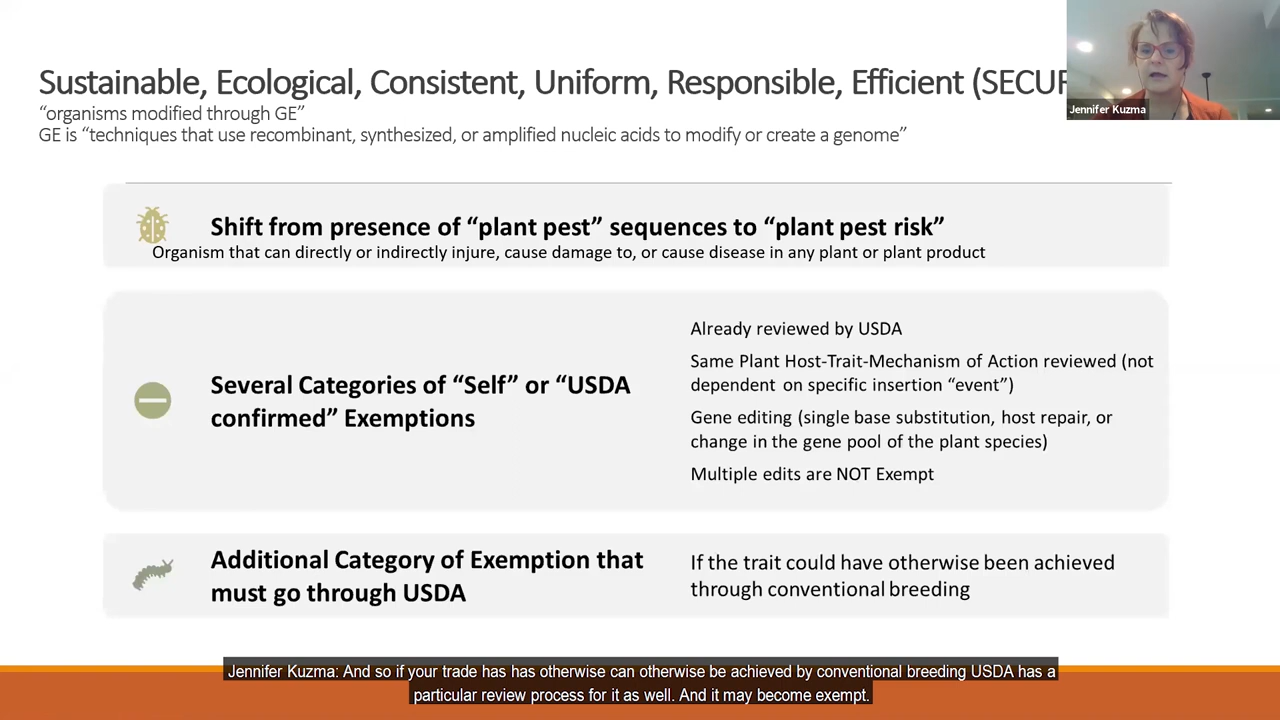 Sustainable, Ecological, Consistent, Uniform, Responsible, Efficient (SECUR
"organisms modified through GE"
GE is "techniques that use recombinant, synthesized, or amplified nucleic acids to modify or create a genome"
Jennifer Kuzma
Shift from presence of "plant pest" sequences to "plant pest risk"
Organism that can directly or indirectly injure, cause damage to, or cause disease in any plant or plant product
Several Categories of "Self" or "USDA
confirmed" Exemptions
Already reviewed by USDA
Same Plant Host-Trait-Mechanism of Action reviewed (not
dependent on specific insertion "event")
Gene editing (single base substitution, host repair, or
change in the gene pool of the plant species)
Multiple edits are NOT Exempt
Additional Category of Exemption that
must go through USDA
If the trait could have otherwise been achieved
through conventional breeding
Jennifer Kuzma: And so if your trade has has otherwise can otherwise be achieved by conventional breeding USDA has a
particular review process for it as well. And it may become exempt.